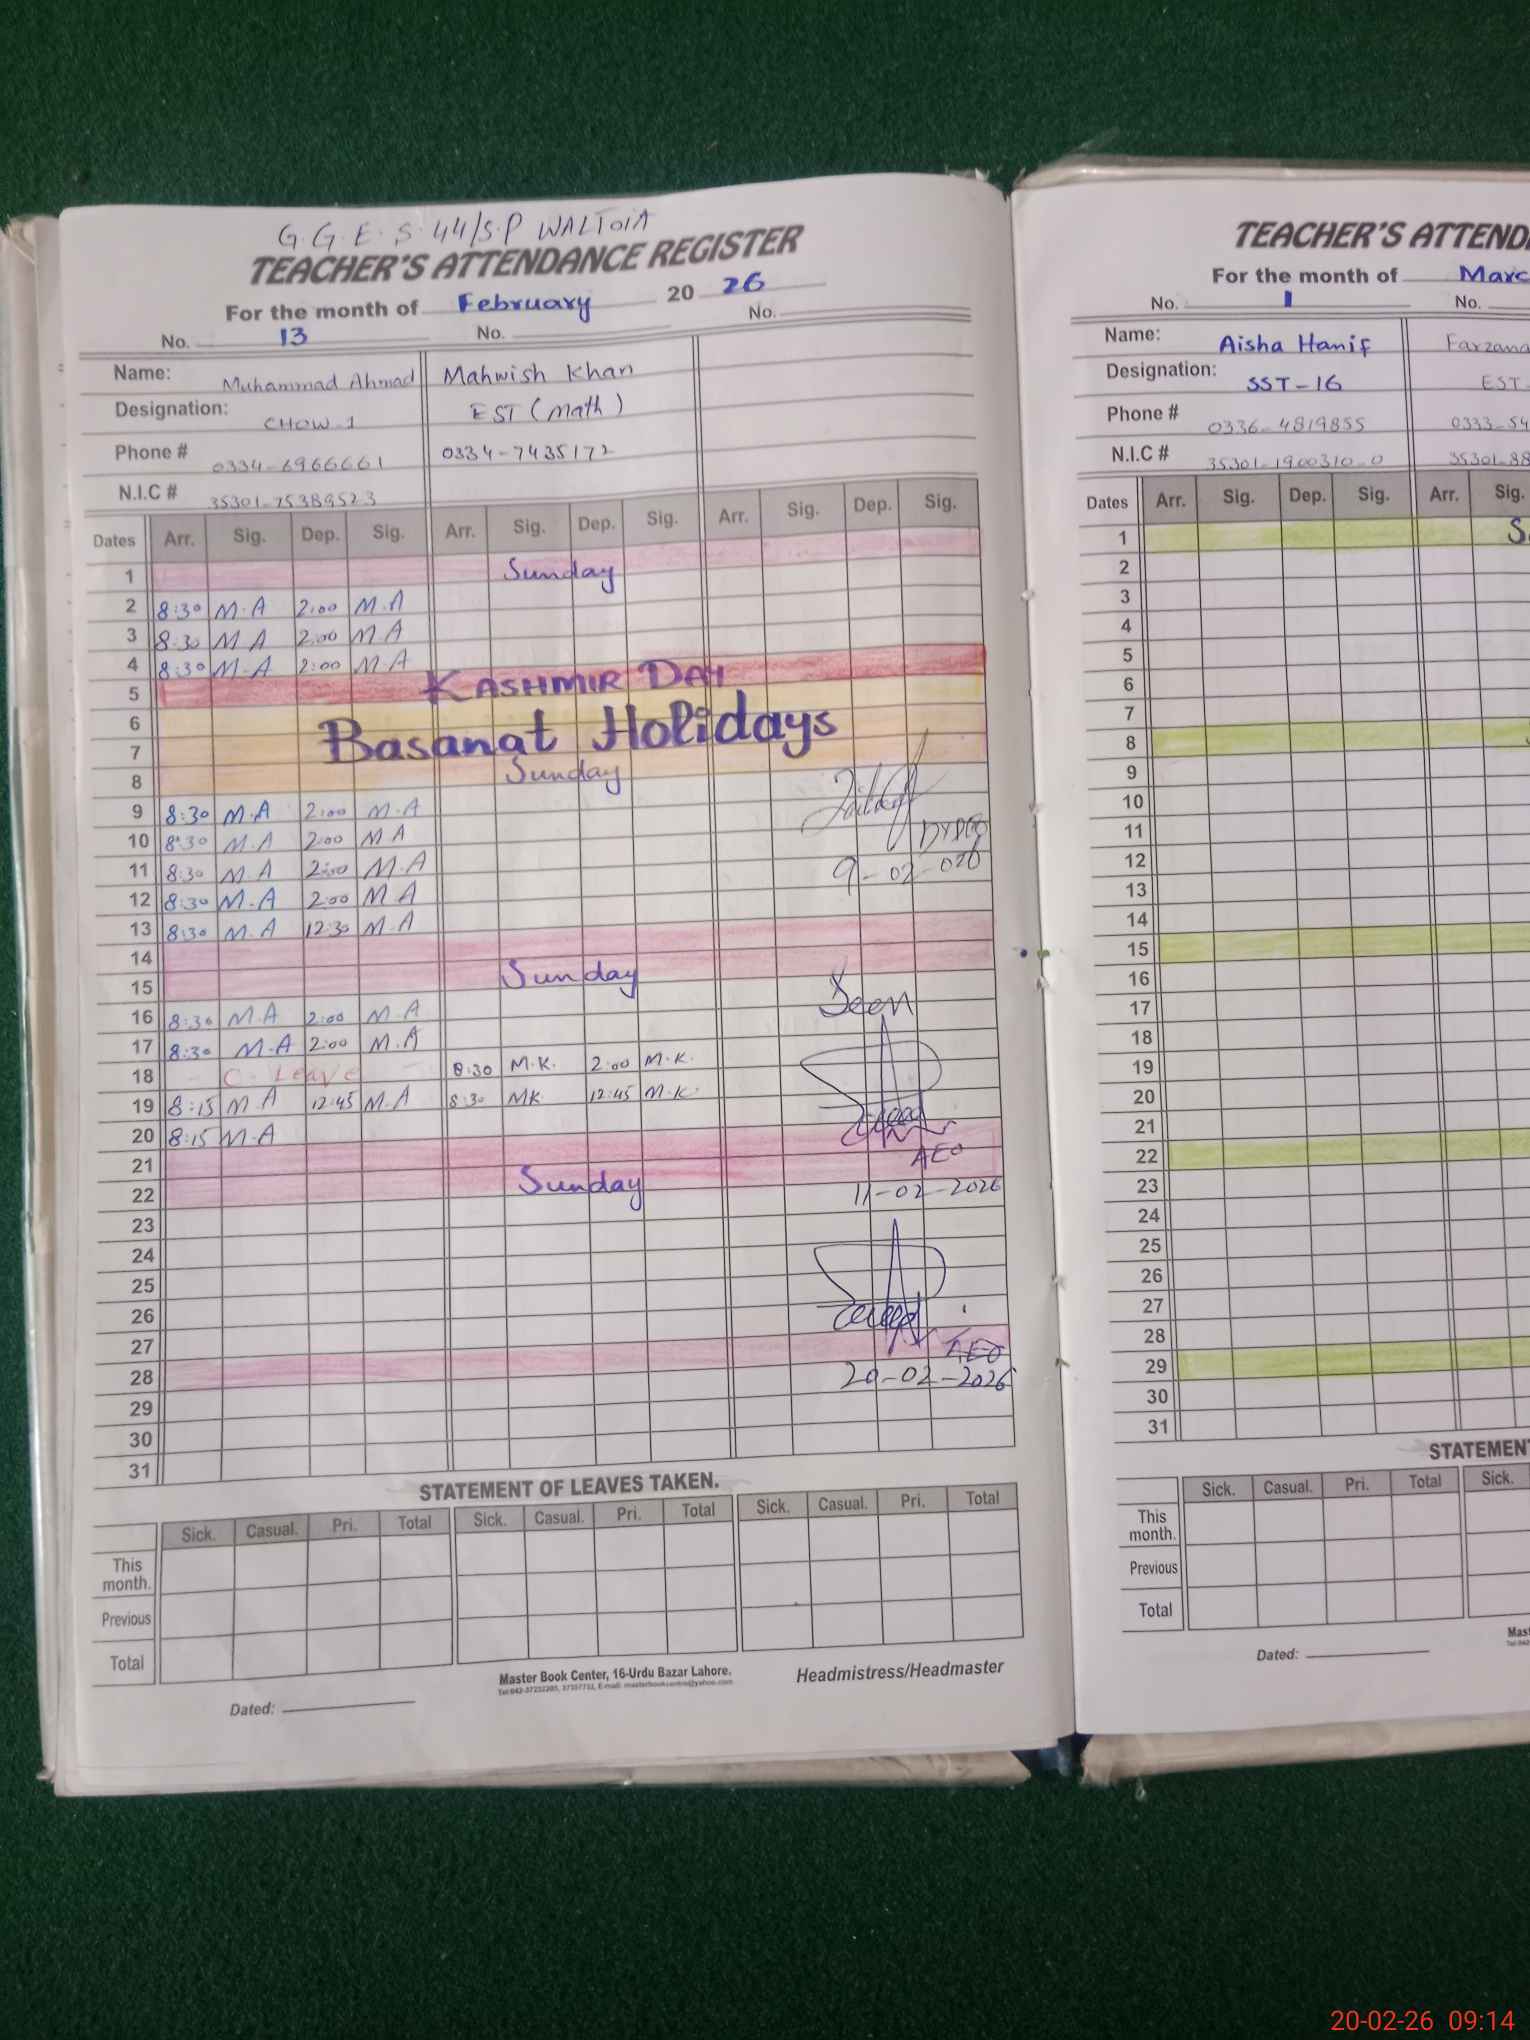 G.G.E.S 44/S.P WALTOIA
TEACHER'S ATTENDANCE REGISTER
For the month of February 20 26
No. 13 No. No.
Name: Muhammad Ahmad Mahwish Khan
Designation: CHOW-1 EST (Math)
Phone # 0334-6966661 0334-7435172
N.I.C # 35301-75389523
Dates Arr. Sig. Dep. Sig. Arr. Sig. Dep. Sig. Arr. Sig. Dep. Sig.
1 Sunday
2 8:30 M.A 2:00 M.A
3 8:30 M A 2:00 M.A
4 8:30 M.A 2:00 M.A
5 KASHMIR DAY
6
7 Basanat Holidays
8 Sunday
9 8:30 M.A 2:00 M.A
10 8:30 M.A 2:00 M A DYDEO
11 8:30 M.A 2:00 M.A 9-02-026
12 8:30 M.A 2:00 M.A
13 8:30 M.A 12:30 M.A
14
15 Sunday
16 8:30 M.A 2:00 M.A Seen
17 8:30 M.A 2:00 M.A
18 - C-Leave - 8:30 M.K. 2:00 M.K.
19 8:15 M A 12:45 M.A 8:30 MK 12:45 M.K.
20 8:15 M.A
21 AEO
22 Sunday 11-02-2026
23
24
25
26
27 AEO
28 20-02-2026
29
30
31
STATEMENT OF LEAVES TAKEN.
Sick. Casual. Pri. Total Sick. Casual. Pri. Total Sick. Casual. Pri. Total
This month.
Previous
Total
Master Book Center, 16-Urdu Bazar Lahore.
Headmistress/Headmaster
Dated:
TEACHER'S ATTEND
For the month of Marc
No. 1 No.
Name: Aisha Hanif Farzana
Designation: SST-16 EST-
Phone # 0336-4819855 0333-54
N.I.C # 35301-1900310-0 35301-88
Dates Arr. Sig. Dep. Sig. Arr. Sig.
1 S
2
3
4
5
6
7
8
9
10
11
12
13
14
15
16
17
18
19
20
21
22
23
24
25
26
27
28
29
30
31
STATEMENT
Sick. Casual. Pri. Total Sick.
This month.
Previous
Total
Mast
Dated:
20-02-26 09:14